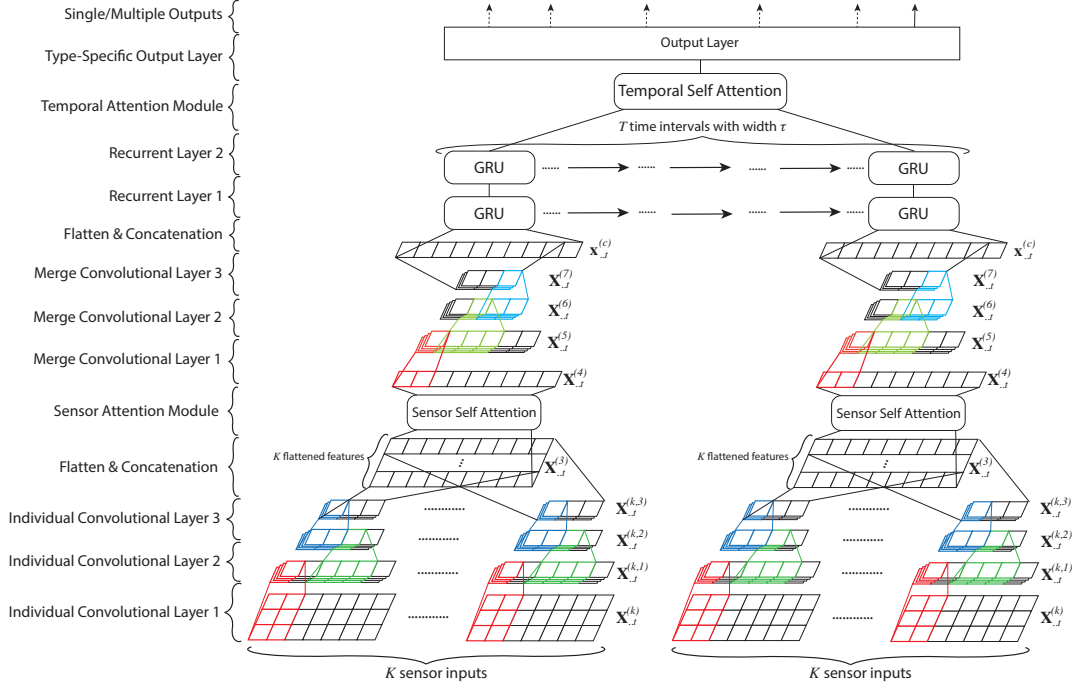 Single/Multiple Outputs
Type-Specific Output Layer
Output Layer
Temporal Attention Module
Temporal Self Attention
T time intervals with width τ
Recurrent Layer 2
GRU ...... ...... ...... ...... GRU
Recurrent Layer 1
GRU ...... ...... ...... ...... GRU
Flatten & Concatenation
x..t(c) x..t(c)
Merge Convolutional Layer 3
X..t(7) X..t(7)
Merge Convolutional Layer 2
X..t(6) X..t(6)
Merge Convolutional Layer 1
X..t(5) X..t(5)
X..t(4) X..t(4)
Sensor Attention Module
Sensor Self Attention Sensor Self Attention
Flatten & Concatenation
K flattened features K flattened features
X..t(3) X..t(3)
Individual Convolutional Layer 3
X..t(k,3) X..t(k,3)
Individual Convolutional Layer 2
X..t(k,2) X..t(k,2)
X..t(k,1) X..t(k,1)
Individual Convolutional Layer 1
X..t(k) X..t(k)
K sensor inputs K sensor inputs